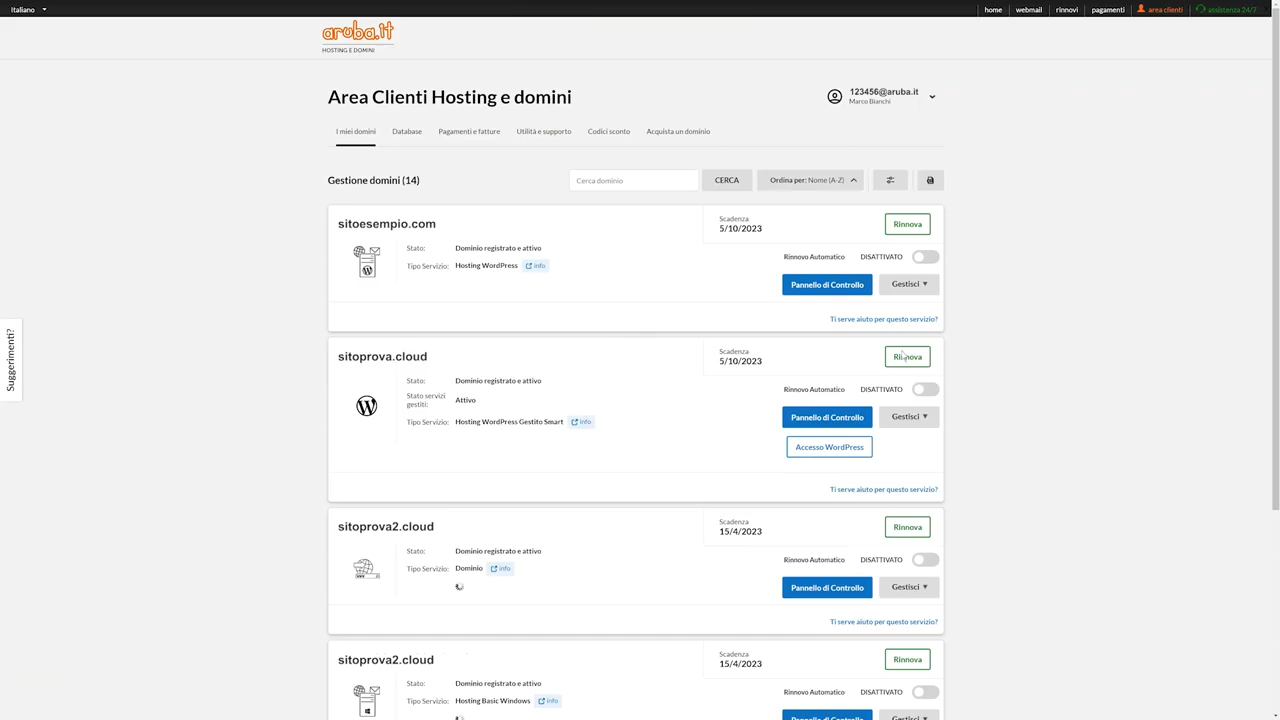 Italiano
home
webmail
rinnovi
pagamenti
area clienti
assistenza 24/7
aruba.it
HOSTING E DOMINI
Area Clienti Hosting e domini
123456@aruba.it
Marco Bianchi
I miei domini
Database
Pagamenti e fatture
Utilità e supporto
Codici sconto
Acquista un dominio
Gestione domini (14)
Cerca dominio
CERCA
Ordina per: Nome (A-Z)
sitoesempio.com
Scadenza
5/10/2023
Rinnova
Stato: Dominio registrato e attivo
Tipo Servizio: Hosting WordPress info
Rinnovo Automatico DISATTIVATO
Pannello di Controllo
Gestisci
Ti serve aiuto per questo servizio?
sitoprova.cloud
Scadenza
5/10/2023
Rinnova
Stato: Dominio registrato e attivo
Stato servizi
gestiti: Attivo
Tipo Servizio: Hosting WordPress Gestito Smart info
Rinnovo Automatico DISATTIVATO
Pannello di Controllo
Gestisci
Accesso WordPress
Ti serve aiuto per questo servizio?
sitoprova2.cloud
Scadenza
15/4/2023
Rinnova
Stato: Dominio registrato e attivo
Tipo Servizio: Dominio info
Rinnovo Automatico DISATTIVATO
Pannello di Controllo
Gestisci
Ti serve aiuto per questo servizio?
sitoprova2.cloud
Scadenza
15/4/2023
Rinnova
Stato: Dominio registrato e attivo
Tipo Servizio: Hosting Basic Windows info
Rinnovo Automatico DISATTIVATO
Pannello di Controllo
Gestisci
Suggerimenti?